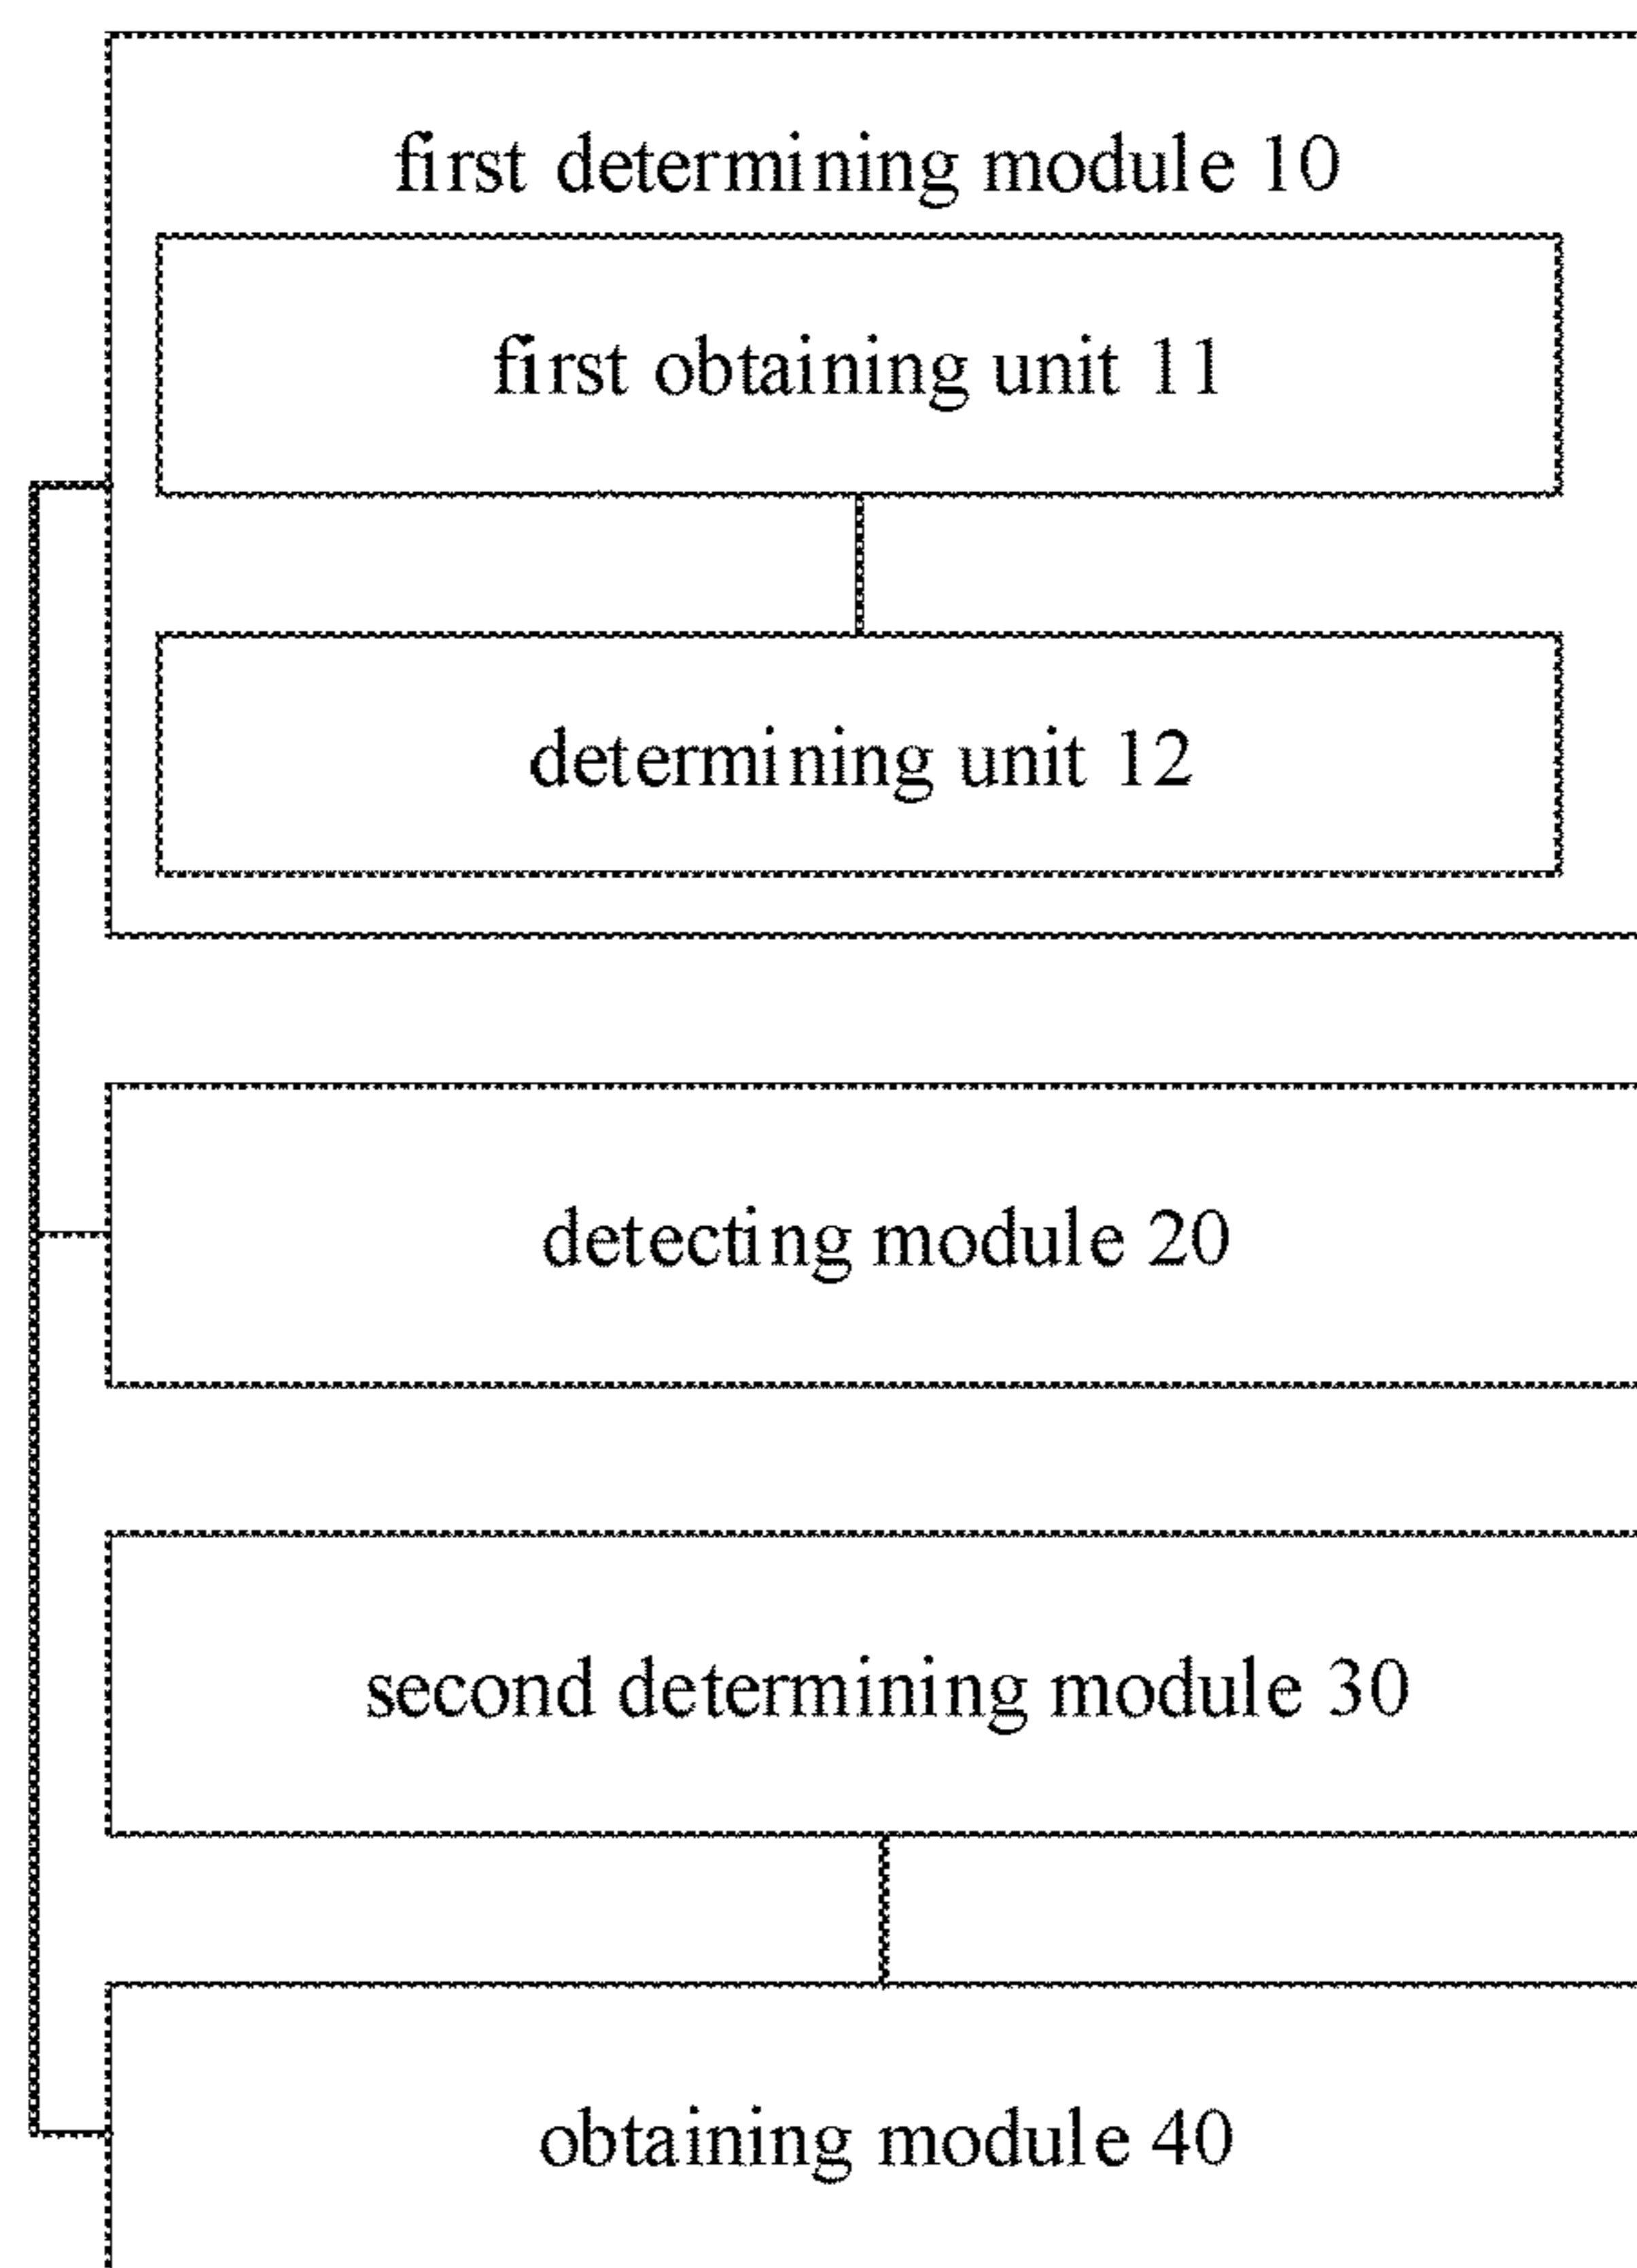 first determining module 10
first obtaining unit 11
determining unit 12
detecting module 20
second determining module 30
obtaining module 40